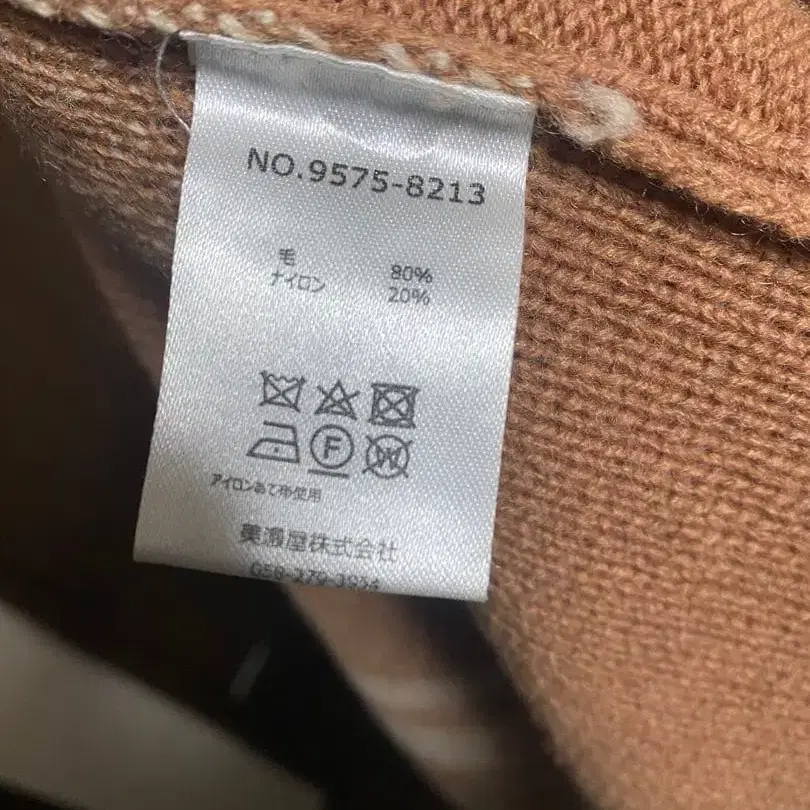 NO.9575-8213
毛 80%
ナイロン 20%
F
W
アイロンあて布使用
美濃屋株式会社